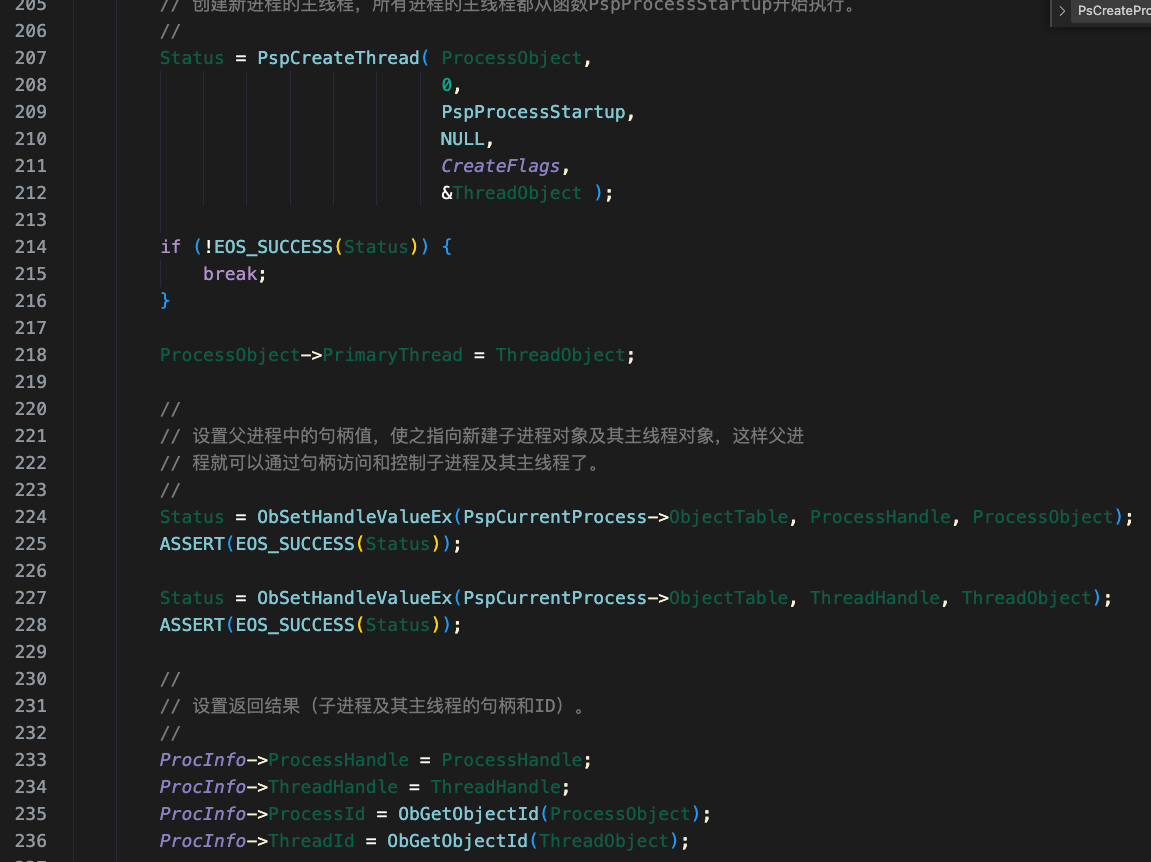 205 // 创建新进程的主线程，所有进程的主线程都从函数PspProcessStartup开始执行。
PsCreatePro
206 //
207 Status = PspCreateThread( ProcessObject,
208 0,
209 PspProcessStartup,
210 NULL,
211 CreateFlags,
212 &ThreadObject );
213
214 if (!EOS_SUCCESS(Status)) {
215 break;
216 }
217
218 ProcessObject->PrimaryThread = ThreadObject;
219
220 //
221 // 设置父进程中的句柄值，使之指向新建子进程对象及其主线程对象，这样父进
222 // 程就可以通过句柄访问和控制子进程及其主线程了。
223 //
224 Status = ObSetHandleValueEx(PspCurrentProcess->ObjectTable, ProcessHandle, ProcessObject);
225 ASSERT(EOS_SUCCESS(Status));
226
227 Status = ObSetHandleValueEx(PspCurrentProcess->ObjectTable, ThreadHandle, ThreadObject);
228 ASSERT(EOS_SUCCESS(Status));
229
230 //
231 // 设置返回结果（子进程及其主线程的句柄和ID）。
232 //
233 ProcInfo->ProcessHandle = ProcessHandle;
234 ProcInfo->ThreadHandle = ThreadHandle;
235 ProcInfo->ProcessId = ObGetObjectId(ProcessObject);
236 ProcInfo->ThreadId = ObGetObjectId(ThreadObject);